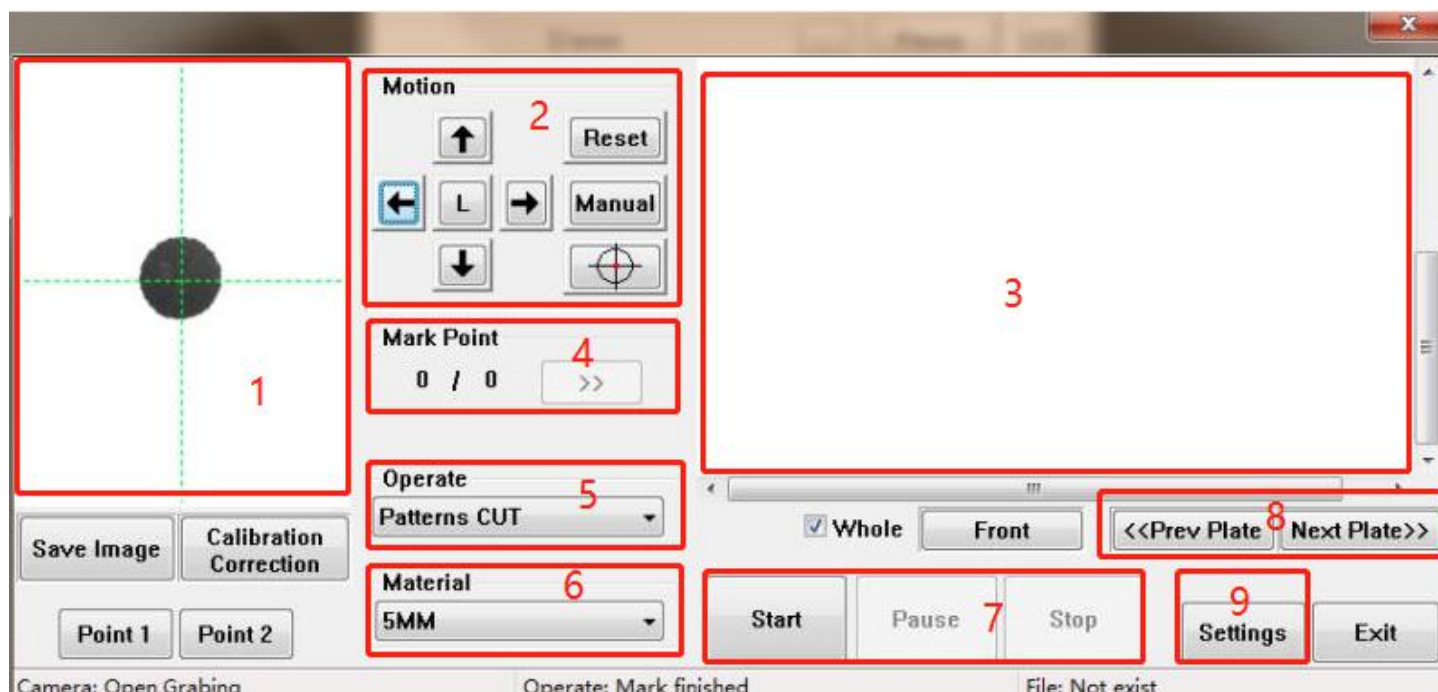 x
Motion
2
Reset
L
Manual
3
Mark Point
4
0 / 0
>>
1
Operate
5
Patterns CUT
Whole
Front
<<Prev Plate
8
Next Plate>>
Save Image
Calibration
Correction
Material
6
5MM
Start
Pause
7
Stop
9
Settings
Exit
Point 1
Point 2
Camera: Open Grabing
Operate: Mark finished
File: Not exist